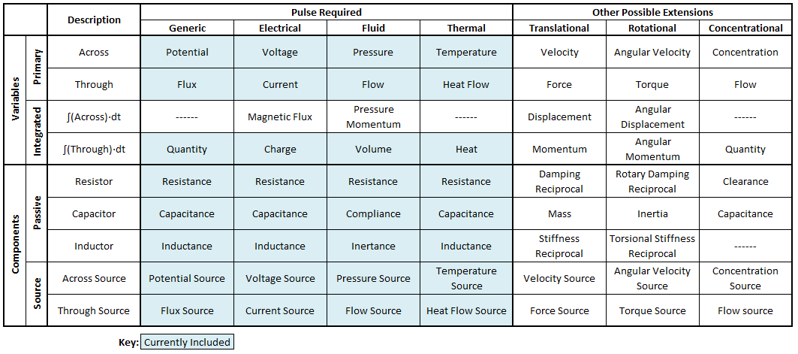 Description Pulse Required Other Possible Extensions
Generic Electrical Fluid Thermal Translational Rotational Concentrational
Variables
Primary
Across Potential Voltage Pressure Temperature Velocity Angular Velocity Concentration
Through Flux Current Flow Heat Flow Force Torque Flow
Integrated
∫(Across)·dt ------ Magnetic Flux Pressure Momentum ------ Displacement Angular Displacement ------
∫(Through)·dt Quantity Charge Volume Heat Momentum Angular Momentum Quantity
Components
Passive
Resistor Resistance Resistance Resistance Resistance Damping Reciprocal Rotary Damping Reciprocal Clearance
Capacitor Capacitance Capacitance Compliance Capacitance Mass Inertia Capacitance
Inductor Inductance Inductance Inertance Inductance Stiffness Reciprocal Torsional Stiffness Reciprocal ------
Source
Across Source Potential Source Voltage Source Pressure Source Temperature Source Velocity Source Angular Velocity Source Concentration Source
Through Source Flux Source Current Source Flow Source Heat Flow Source Force Source Torque Source Flow source
Key: Currently Included